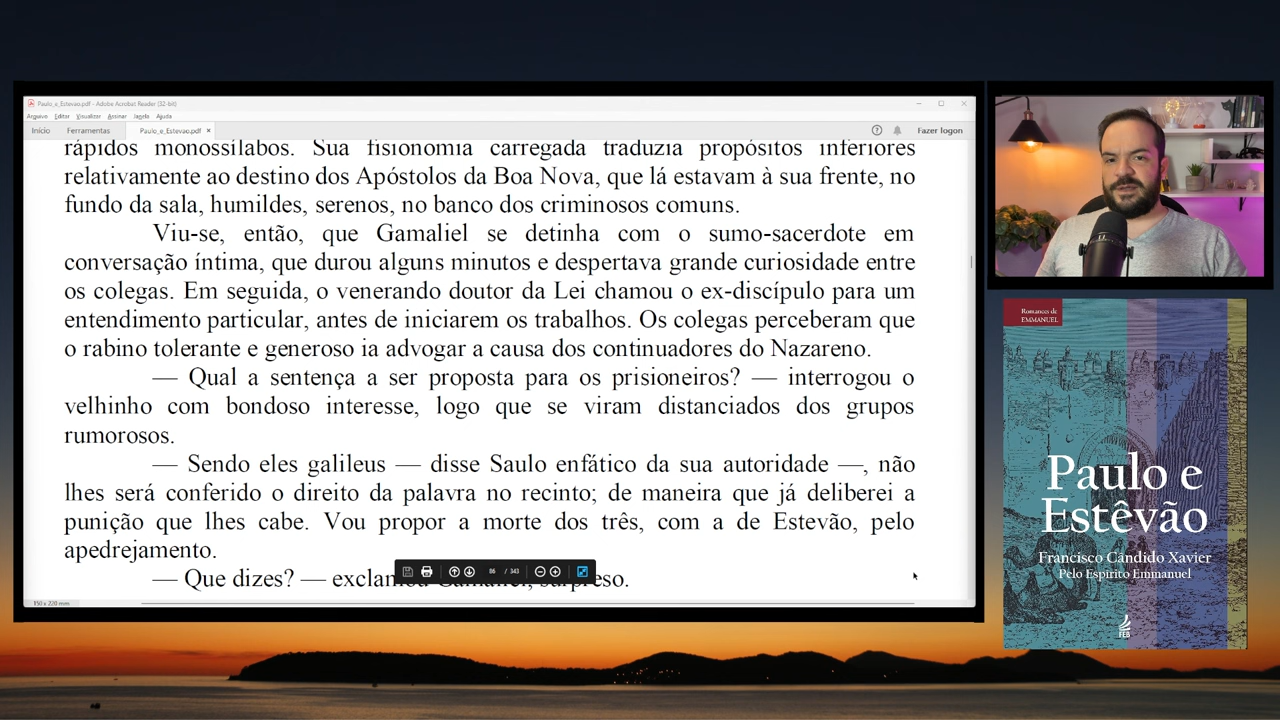 Paulo_e_Estevao.pdf - Adobe Acrobat Reader (32-bit)
Arquivo Editar Visualizar Assinar Janela Ajuda
Início Ferramentas Paulo_e_Estevao.pdf × Fazer logon
rápidos monossílabos. Sua fisionomia carregada traduzia propósitos inferiores
relativamente ao destino dos Apóstolos da Boa Nova, que lá estavam à sua frente, no
fundo da sala, humildes, serenos, no banco dos criminosos comuns.
Viu-se, então, que Gamaliel se detinha com o sumo-sacerdote em
conversação íntima, que durou alguns minutos e despertava grande curiosidade entre
os colegas. Em seguida, o venerando doutor da Lei chamou o ex-discípulo para um
entendimento particular, antes de iniciarem os trabalhos. Os colegas perceberam que
o rabino tolerante e generoso ia advogar a causa dos continuadores do Nazareno.
— Qual a sentença a ser proposta para os prisioneiros? — interrogou o
velhinho com bondoso interesse, logo que se viram distanciados dos grupos
rumorosos.
— Sendo eles galileus — disse Saulo enfático da sua autoridade —, não
lhes será conferido o direito da palavra no recinto; de maneira que já deliberei a
punição que lhes cabe. Vou propor a morte dos três, com a de Estevão, pelo
apedrejamento.
— Que dizes? — exclamou Gamaliel, surpreso.
86 / 343
150 x 220 mm
Romances de
EMMANUEL
Paulo e
Estêvão
Francisco Cândido Xavier
Pelo Espírito Emmanuel
FEB